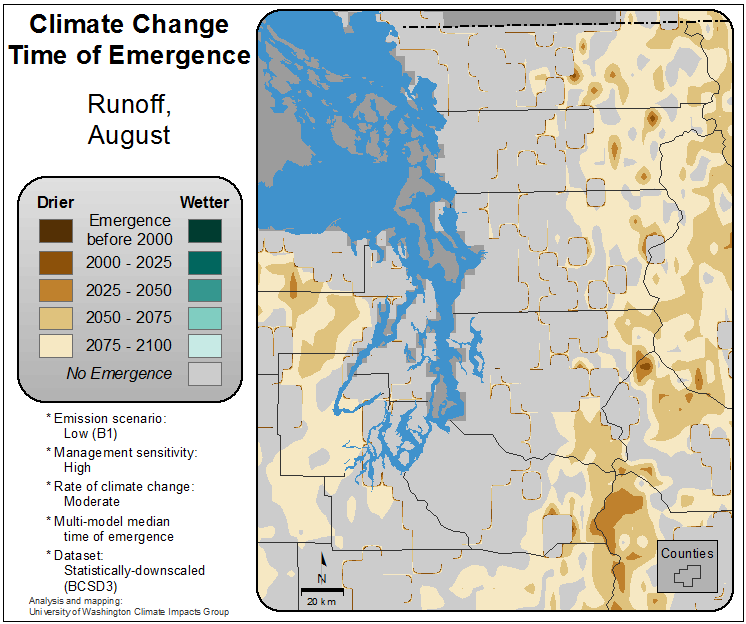 Climate Change
Time of Emergence
Runoff,
August
Drier Wetter
Emergence
before 2000
2000 - 2025
2025 - 2050
2050 - 2075
2075 - 2100
No Emergence
* Emission scenario:
Low (B1)
* Management sensitivity:
High
* Rate of climate change:
Moderate
* Multi-model median
time of emergence
* Dataset:
Statistically-downscaled
(BCSD3)
Analysis and mapping:
University of Washington Climate Impacts Group
N
20 km
Counties